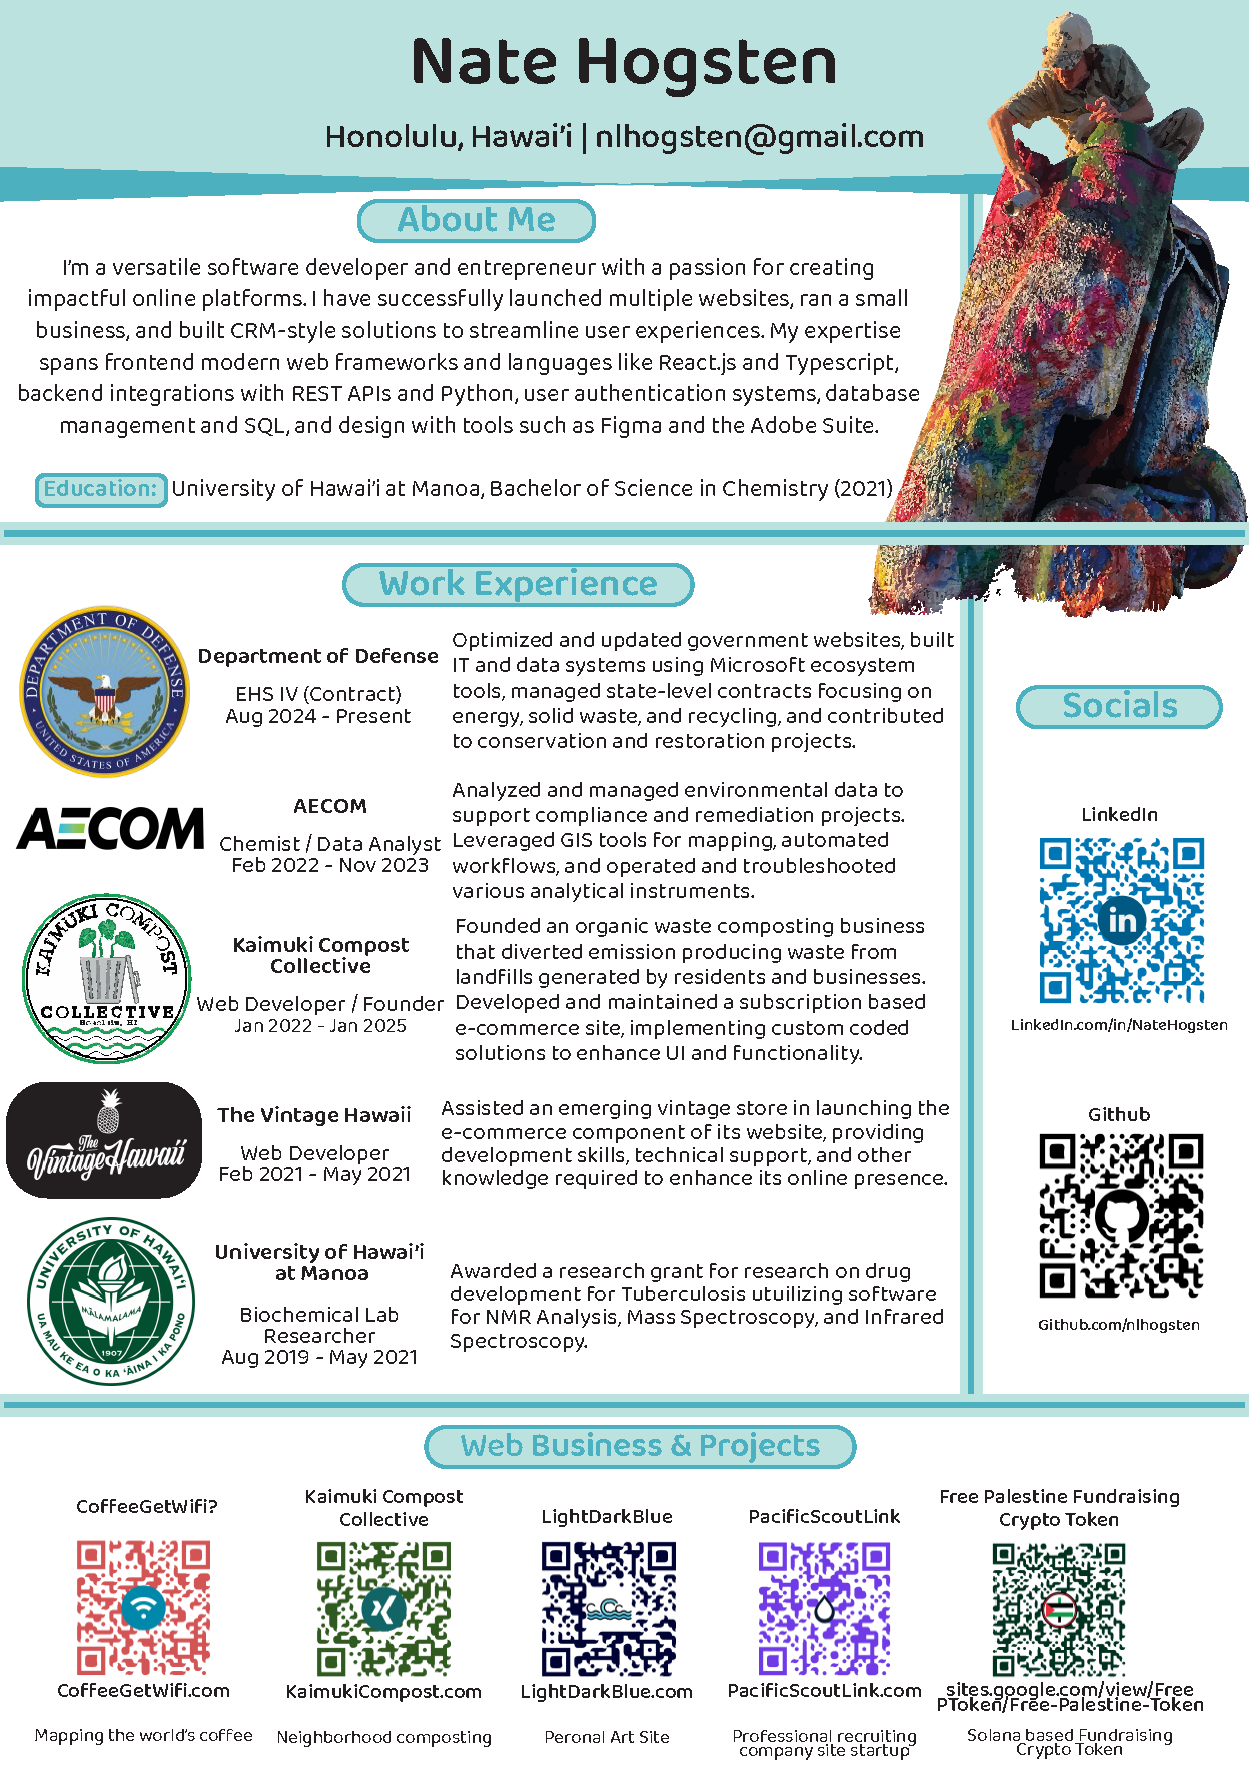 Nate Hogsten
Honolulu, Hawai'i | nlhogsten@gmail.com
About Me
I'm a versatile software developer and entrepreneur with a passion for creating
impactful online platforms. I have successfully launched multiple websites, ran a small
business, and built CRM-style solutions to streamline user experiences. My expertise
spans frontend modern web frameworks and languages like React.js and Typescript,
backend integrations with REST APIs and Python, user authentication systems, database
management and SQL, and design with tools such as Figma and the Adobe Suite.
Education: University of Hawai'i at Manoa, Bachelor of Science in Chemistry (2021)
Work Experience
DEPARTMENT OF DEFENSE
UNITED STATES OF AMERICA
Department of Defense
EHS IV (Contract)
Aug 2024 - Present
Optimized and updated government websites, built
IT and data systems using Microsoft ecosystem
tools, managed state-level contracts focusing on
energy, solid waste, and recycling, and contributed
to conservation and restoration projects.
AECOM
AECOM
Chemist / Data Analyst
Feb 2022 - Nov 2023
Analyzed and managed environmental data to
support compliance and remediation projects.
Leveraged GIS tools for mapping, automated
workflows, and operated and troubleshooted
various analytical instruments.
KAIMUKI COMPOST
COLLECTIVE
Honolulu, HI
Kaimuki Compost
Collective
Web Developer / Founder
Jan 2022 - Jan 2025
Founded an organic waste composting business
that diverted emission producing waste from
landfills generated by residents and businesses.
Developed and maintained a subscription based
e-commerce site, implementing custom coded
solutions to enhance UI and functionality.
The
Vintage Hawaii
The Vintage Hawaii
Web Developer
Feb 2021 - May 2021
Assisted an emerging vintage store in launching the
e-commerce component of its website, providing
development skills, technical support, and other
knowledge required to enhance its online presence.
UNIVERSITY OF HAWAI'I
MĀLAMALAMA
1907
UA MAU KE EA O KA 'ĀINA I KA PONO
University of Hawai'i
at Manoa
Biochemical Lab
Researcher
Aug 2019 - May 2021
Awarded a research grant for research on drug
development for Tuberculosis utuilizing software
for NMR Analysis, Mass Spectroscopy, and Infrared
Spectroscopy.
Socials
LinkedIn
in
LinkedIn.com/in/NateHogsten
Github
Github.com/nlhogsten
Web Business & Projects
CoffeeGetWifi?
CoffeeGetWifi.com
Mapping the world's coffee
Kaimuki Compost
Collective
KaimukiCompost.com
Neighborhood composting
LightDarkBlue
LightDarkBlue.com
Peronal Art Site
PacificScoutLink
PacificScoutLink.com
Professional recruiting
company site startup
Free Palestine Fundraising
Crypto Token
sites.google.com/view/Free
PToken/Free-Palestine-Token
Solana based Fundraising
Crypto Token